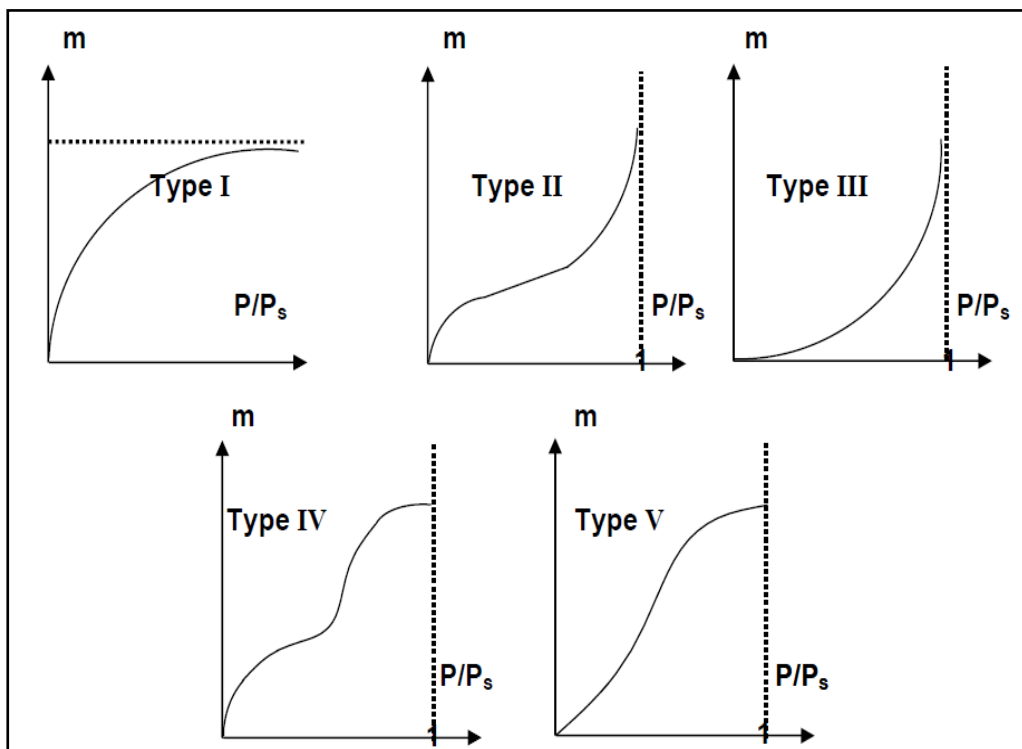 m
m
m
Type I
Type II
Type III
P/Pₛ
P/Pₛ
P/Pₛ
1
1
m
m
Type IV
Type V
P/Pₛ
P/Pₛ
1
1